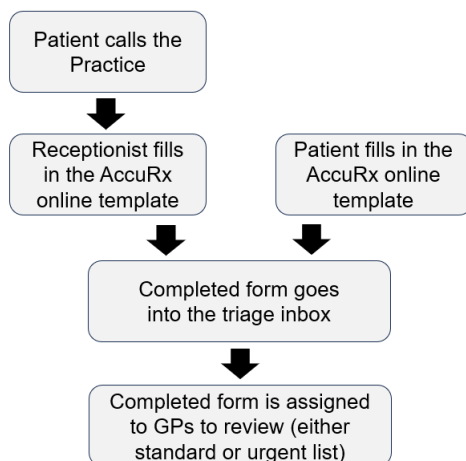 Patient calls the
Practice
Receptionist fills
in the AccuRx
online template
Patient fills in the
AccuRx online
template
Completed form goes
into the triage inbox
Completed form is assigned
to GPs to review (either
standard or urgent list)